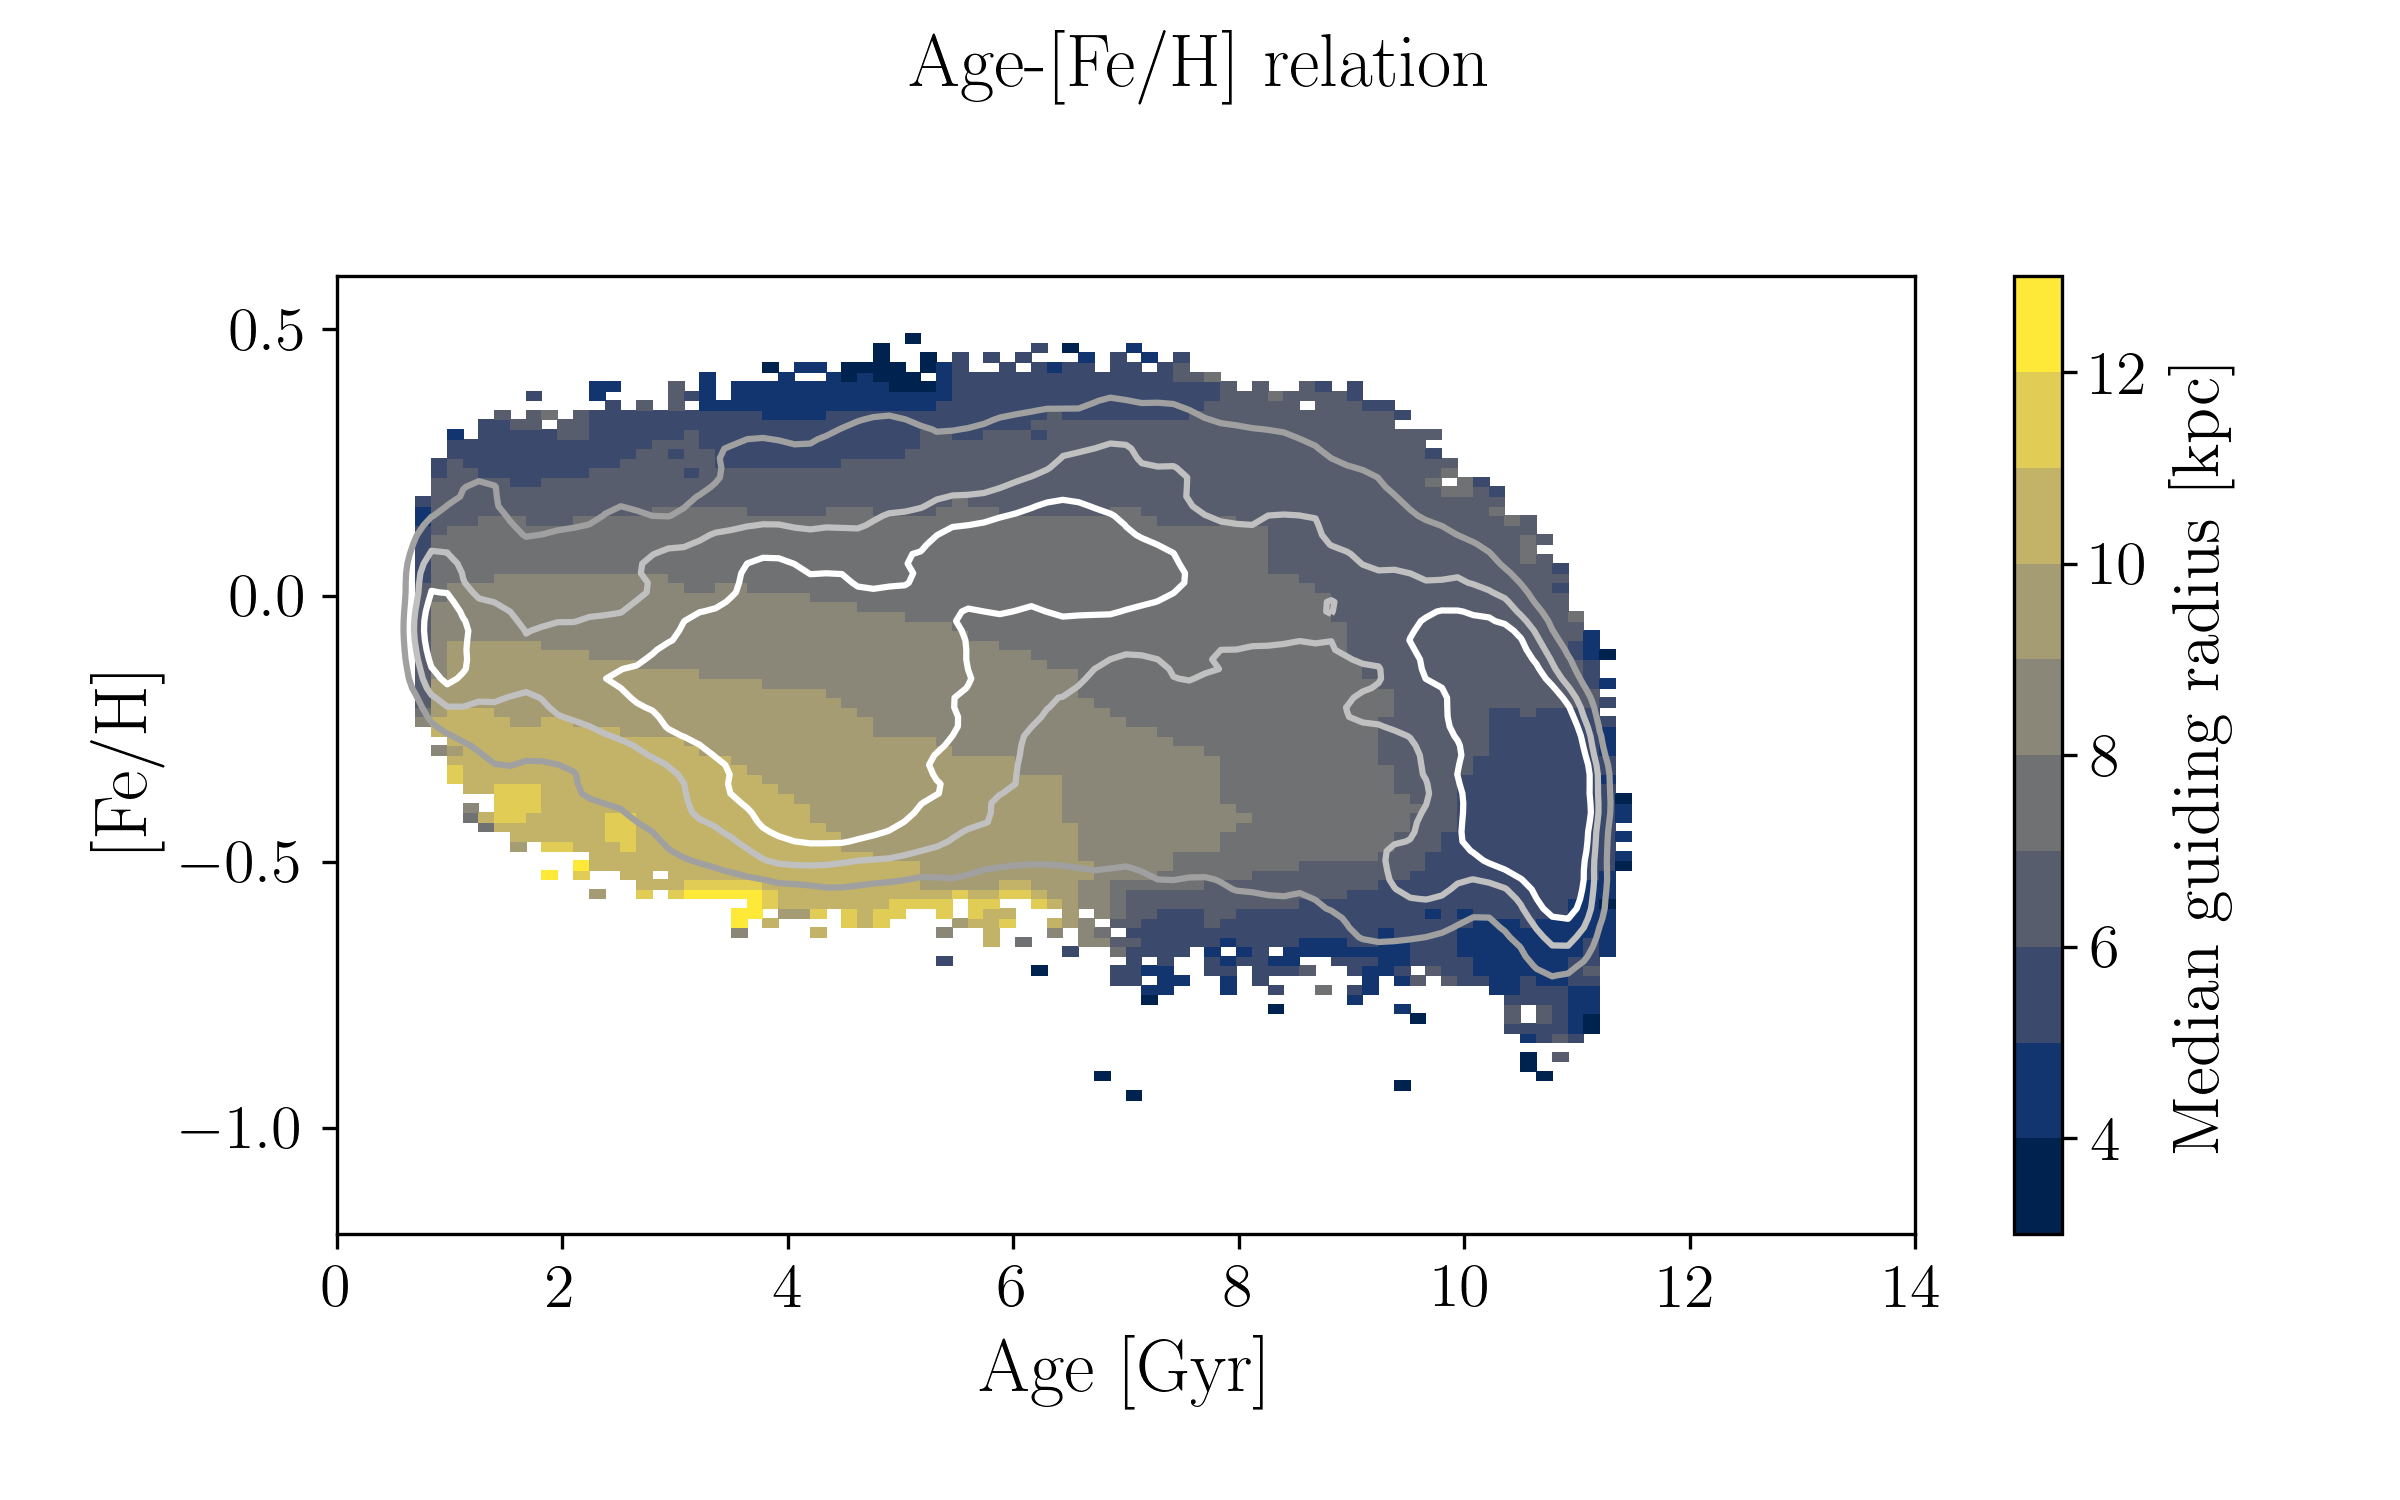 Age-[Fe/H] relation
[Fe/H]
0.5
0.0
−0.5
−1.0
0 2 4 6 8 10 12 14
Age [Gyr]
12
10
8
6
4
Median guiding radius [kpc]